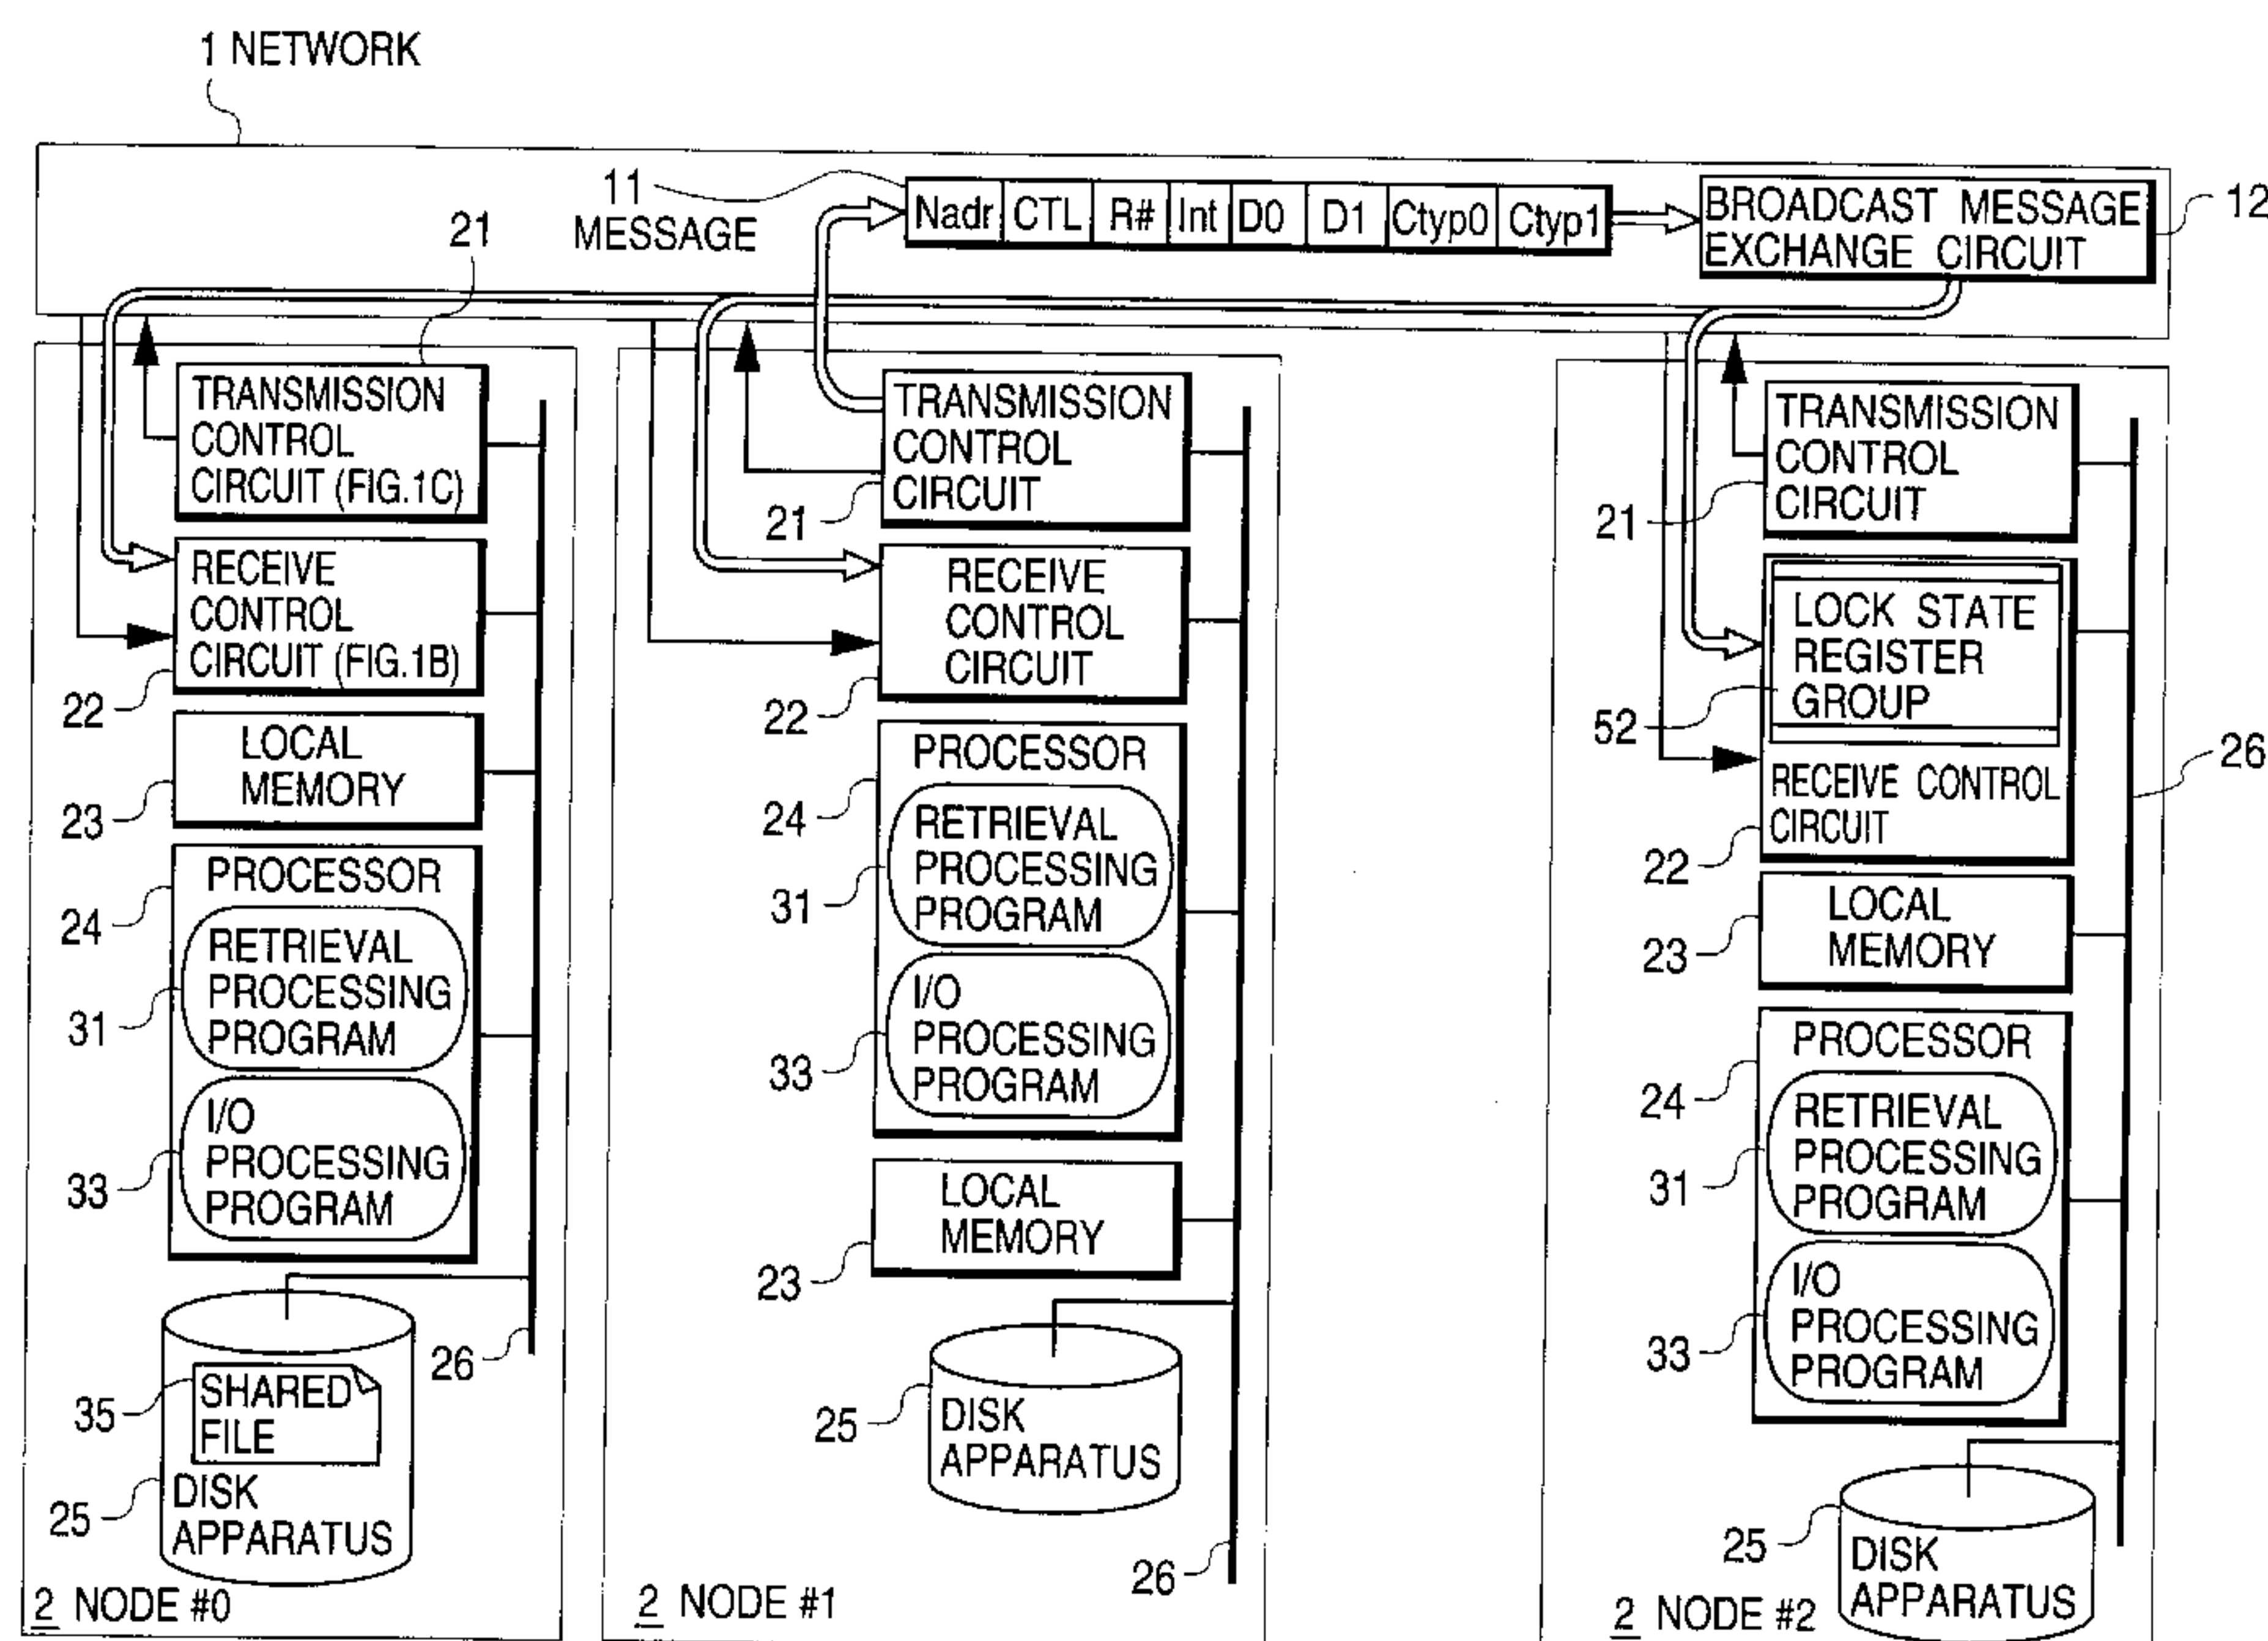 1 NETWORK
11
MESSAGE
Nadr CTL R# Int D0 D1 Ctyp0 Ctyp1
BROADCAST MESSAGE
EXCHANGE CIRCUIT
12
21
TRANSMISSION
CONTROL
CIRCUIT (FIG.1C)
RECEIVE
CONTROL
CIRCUIT (FIG.1B)
22
LOCAL
MEMORY
23
PROCESSOR
24
RETRIEVAL
PROCESSING
PROGRAM
31
I/O
PROCESSING
PROGRAM
33
26
SHARED
FILE
35
DISK
APPARATUS
25
2 NODE #0
TRANSMISSION
CONTROL
CIRCUIT
21
RECEIVE
CONTROL
CIRCUIT
22
PROCESSOR
24
RETRIEVAL
PROCESSING
PROGRAM
31
I/O
PROCESSING
PROGRAM
33
LOCAL
MEMORY
23
DISK
APPARATUS
25
26
2 NODE #1
TRANSMISSION
CONTROL
CIRCUIT
21
LOCK STATE
REGISTER
GROUP
52
RECEIVE CONTROL
CIRCUIT
22
26
LOCAL
MEMORY
23
PROCESSOR
24
RETRIEVAL
PROCESSING
PROGRAM
31
I/O
PROCESSING
PROGRAM
33
DISK
APPARATUS
25
2 NODE #2